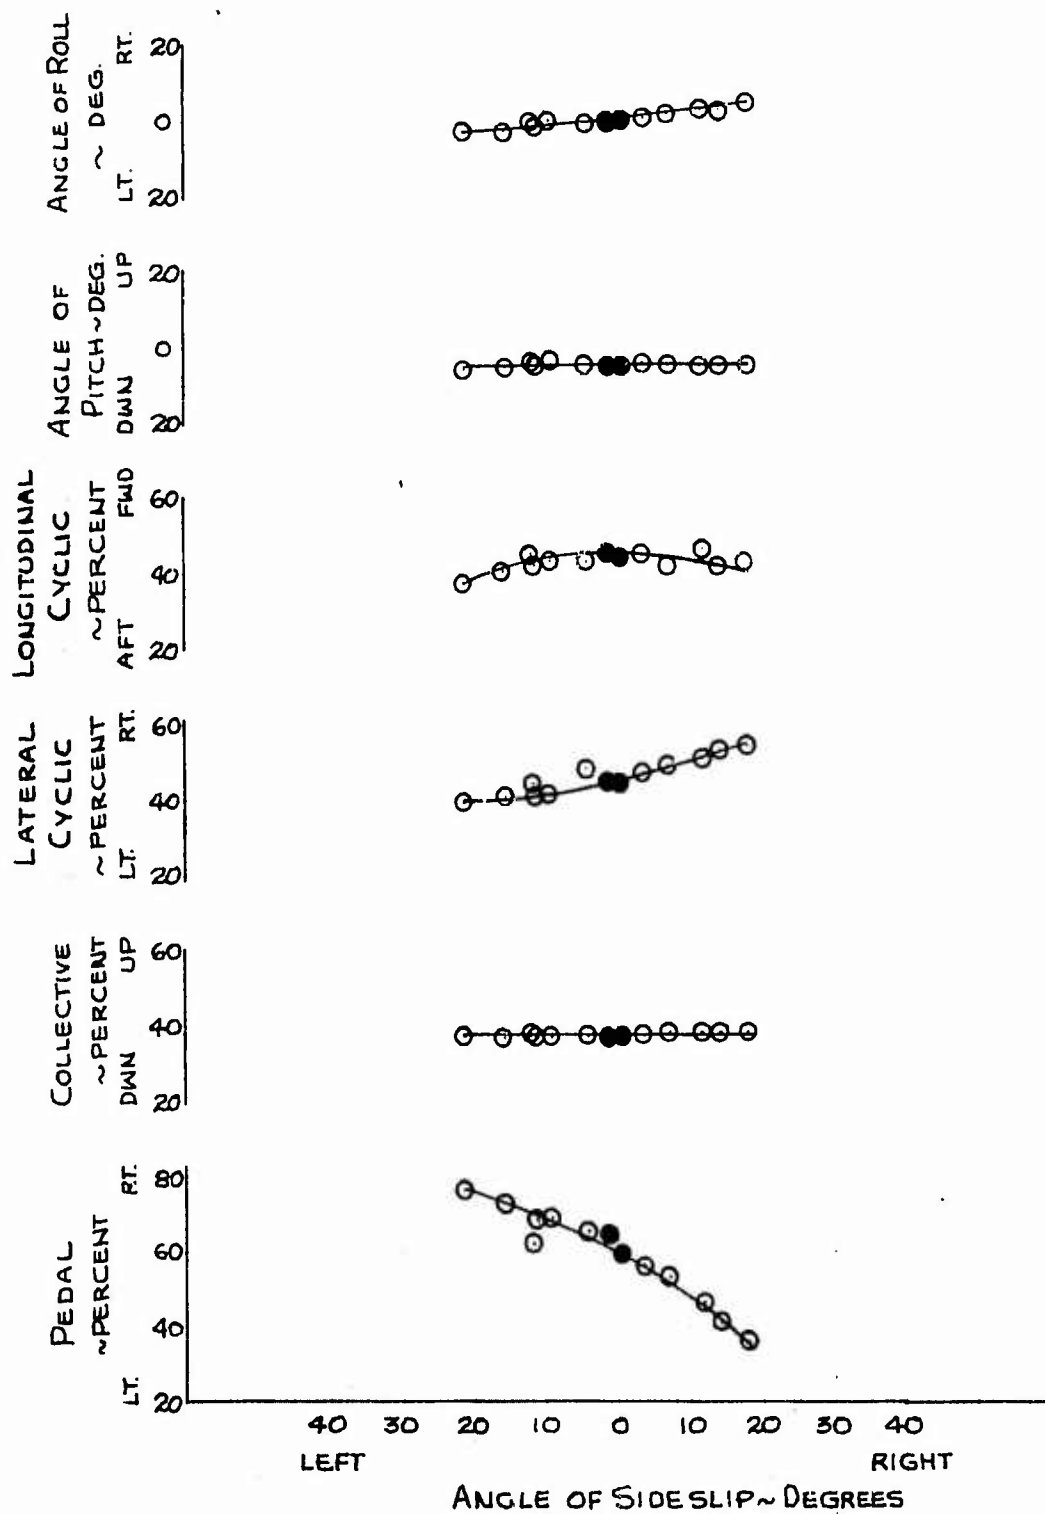 ANGLE OF ROLL
~ DEG.
LT. RT.
20
0
20
ANGLE OF
PITCH~DEG.
DWN UP
20
0
20
LONGITUDINAL
CYCLIC
~PERCENT
AFT FWD
60
40
20
LATERAL
CYCLIC
~PERCENT
LT. RT.
60
40
20
COLLECTIVE
~PERCENT
DWN UP
60
40
20
PEDAL
~PERCENT
LT. RT.
80
60
40
20
40 30 20 10 0 10 20 30 40
LEFT RIGHT
ANGLE OF SIDESLIP~DEGREES